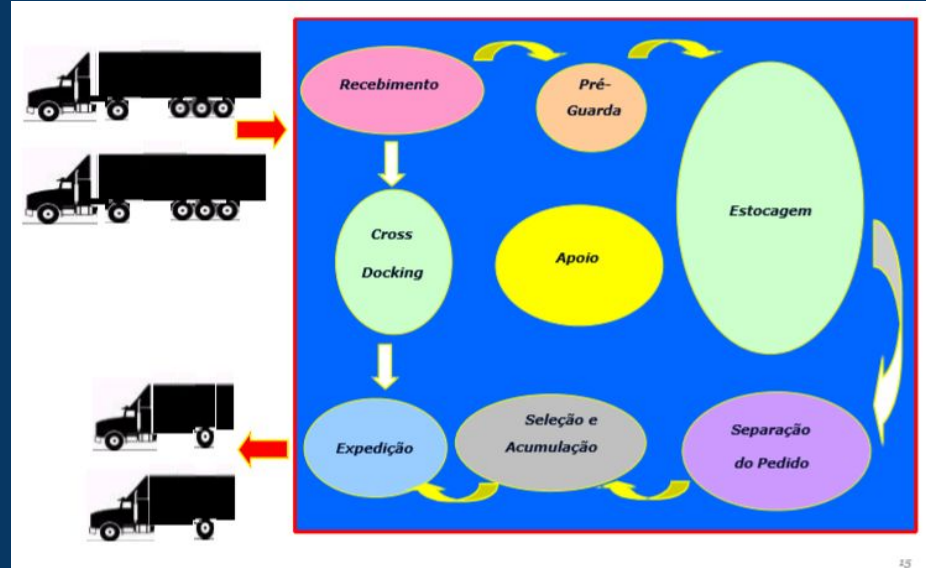 Recebimento
Pré-
Guarda
Estocagem
Cross
Docking
Apoio
Expedição
Seleção e
Acumulação
Separação
do Pedido
15